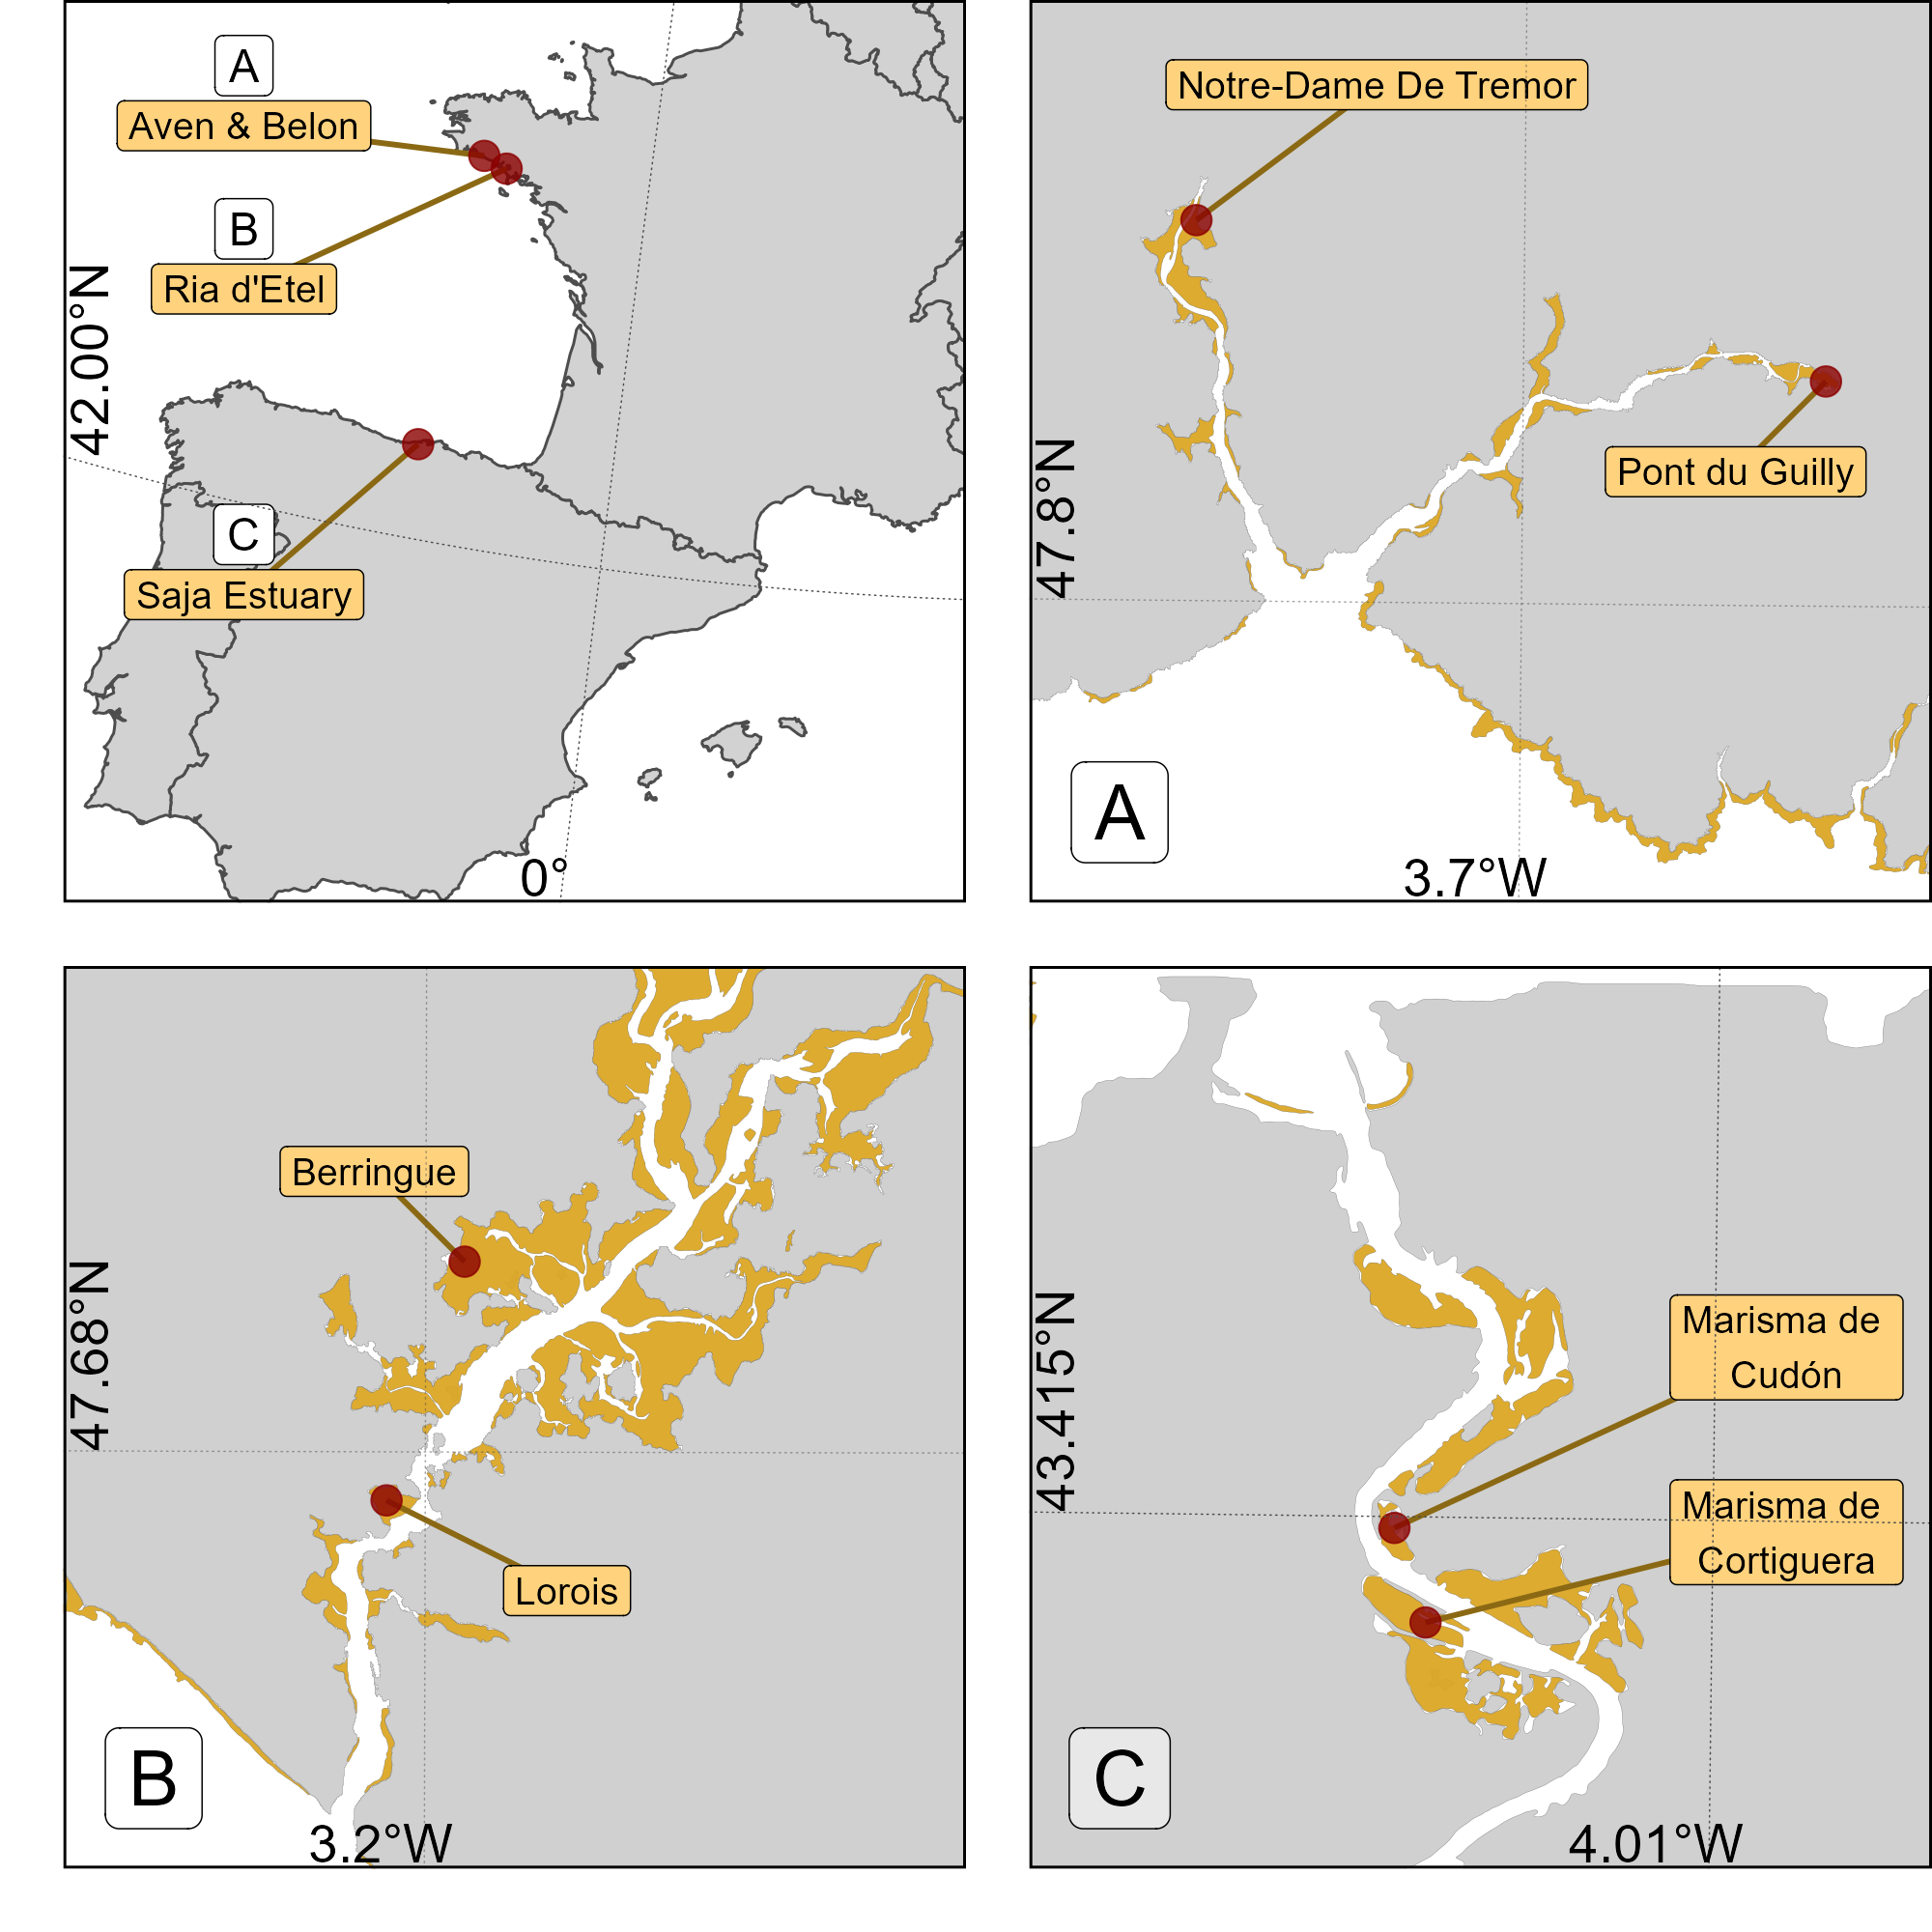 A
Aven & Belon
B
Ria d'Etel
42.00°N
C
Saja Estuary
0°
Notre-Dame De Tremor
Pont du Guilly
47.8°N
A
3.7°W
Berringue
47.68°N
Lorois
B
3.2°W
Marisma de
Cudón
43.415°N
Marisma de
Cortiguera
C
4.01°W